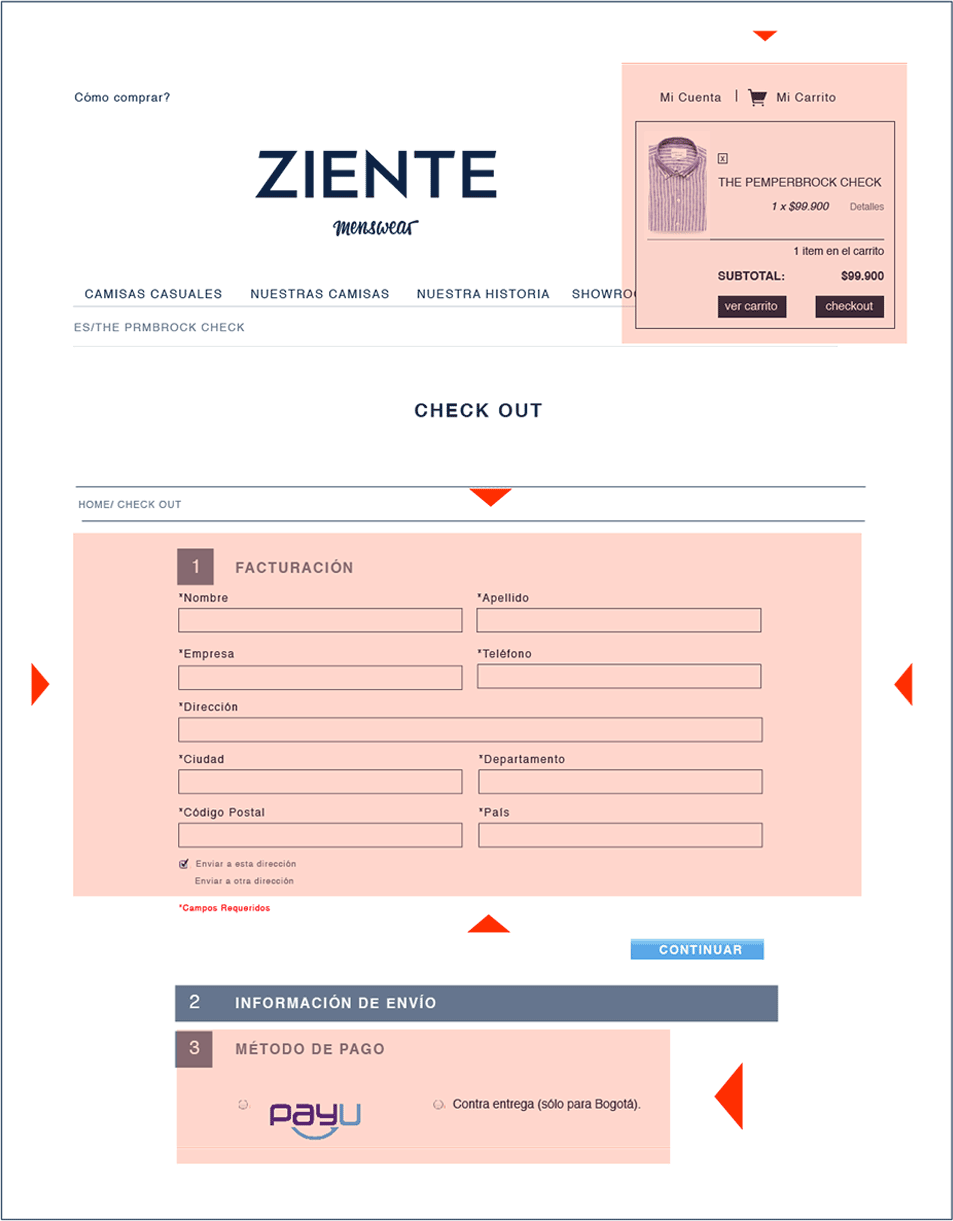 Cómo comprar?
Mi Cuenta | Mi Carrito
ZIENTE
menswear
x
THE PEMPERBROCK CHECK
1 x $99.900 Detalles
1 item en el carrito
SUBTOTAL: $99.900
ver carrito checkout
CAMISAS CASUALES NUESTRAS CAMISAS NUESTRA HISTORIA SHOWRO
ES/THE PRMBROCK CHECK
CHECK OUT
HOME/ CHECK OUT
1 FACTURACIÓN
*Nombre *Apellido
*Empresa *Teléfono
*Dirección
*Ciudad *Departamento
*Código Postal *País
Enviar a esta dirección
Enviar a otra dirección
*Campos Requeridos
CONTINUAR
2 INFORMACIÓN DE ENVÍO
3 MÉTODO DE PAGO
payU Contra entrega (sólo para Bogotá).